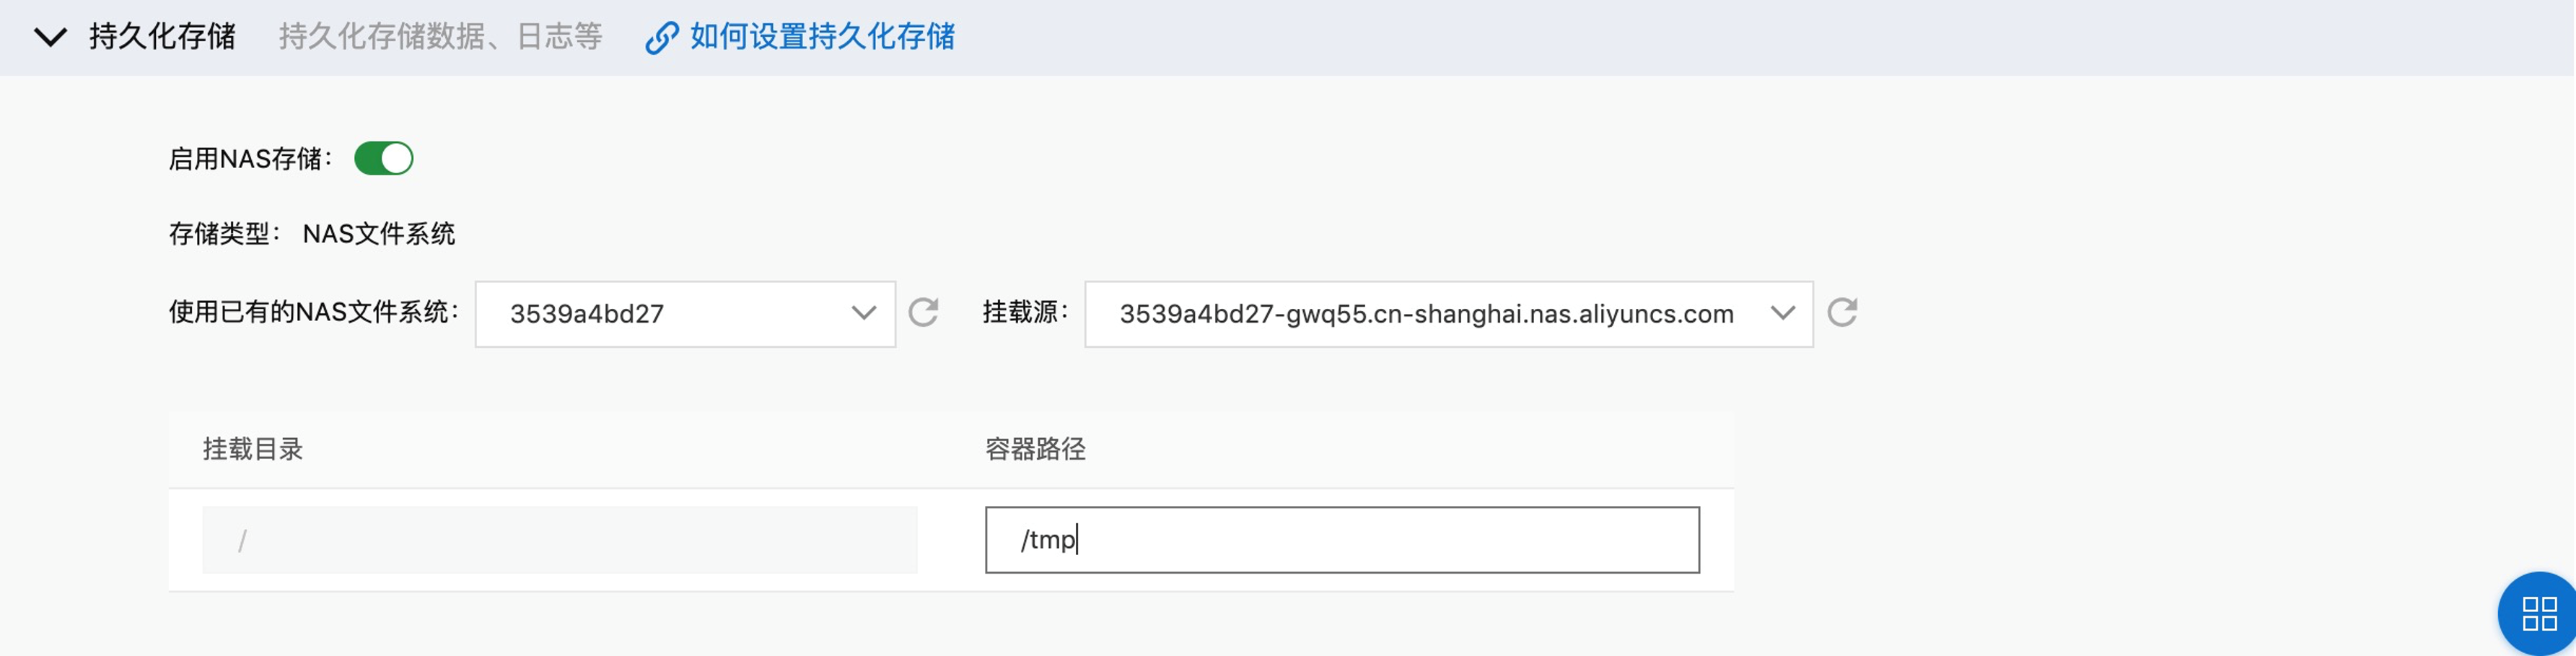 持久化存储 持久化存储数据、日志等 如何设置持久化存储
启用NAS存储：
存储类型： NAS文件系统
使用已有的NAS文件系统： 3539a4bd27 挂载源： 3539a4bd27-gwq55.cn-shanghai.nas.aliyuncs.com
挂载目录 容器路径
/ /tmp